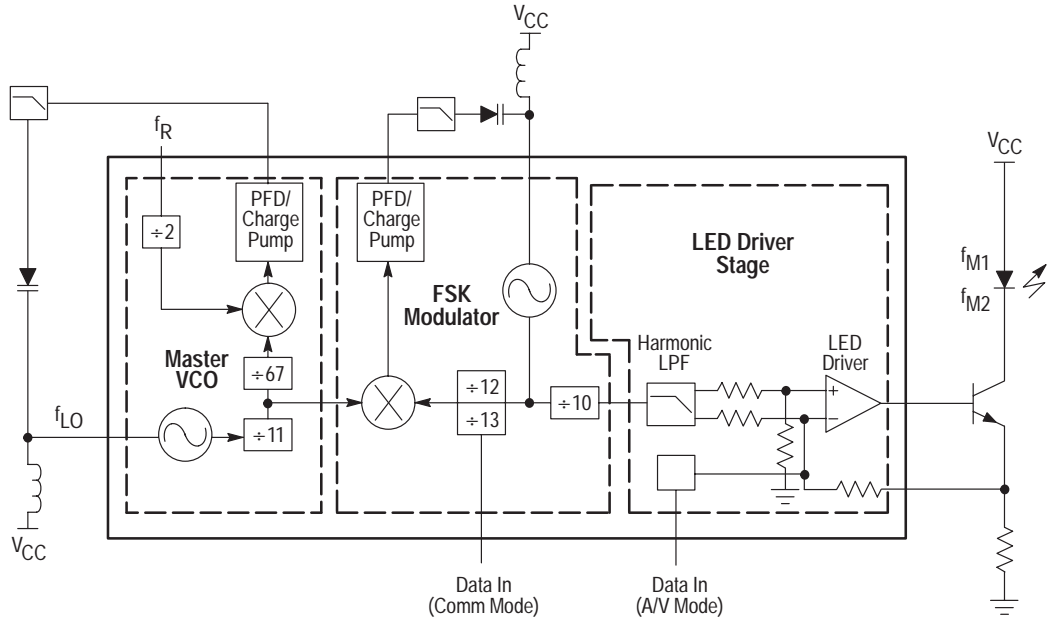 VCC
fR
VCC
PFD/
Charge
Pump
PFD/
Charge
Pump
÷2
LED Driver
Stage
fM1
fM2
FSK
Modulator
Master
VCO
÷67
÷12
÷13
Harmonic
LPF
LED
Driver
+
−
÷10
fLO
÷11
VCC
Data In
(Comm Mode)
Data In
(A/V Mode)